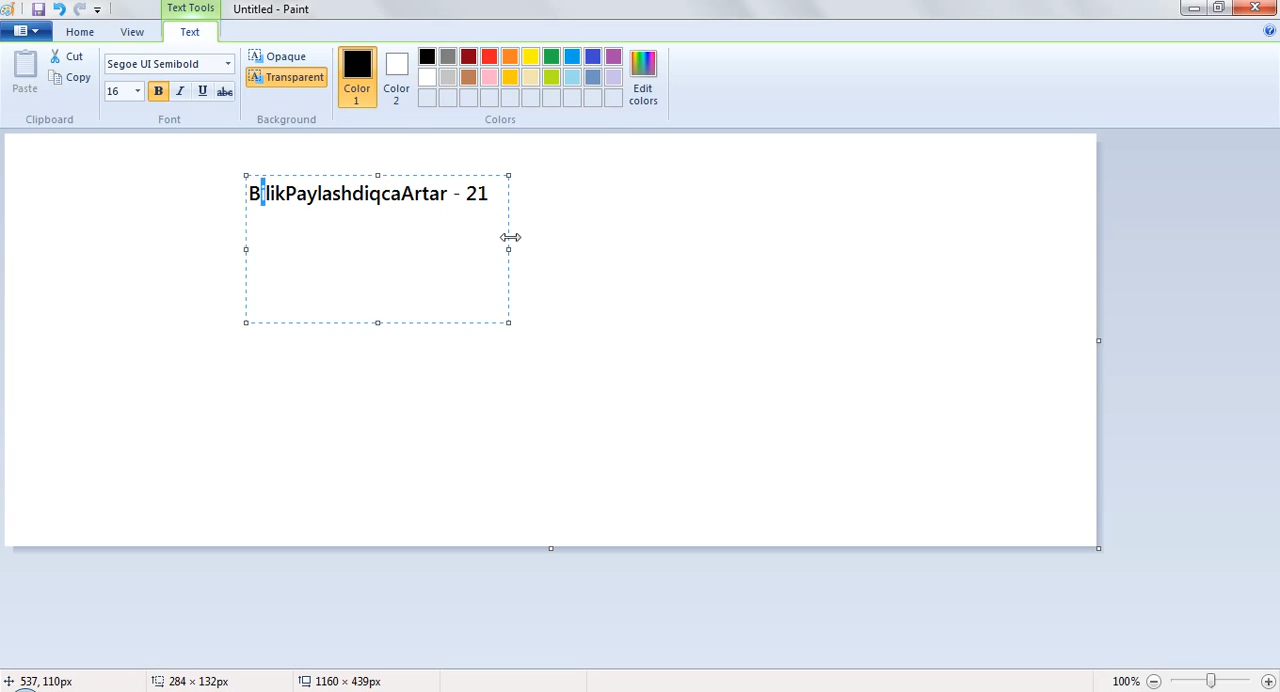 Text Tools Untitled - Paint
Home View Text
Paste
Cut
Copy
Clipboard
Segoe UI Semibold
16 B I U abc
Font
Opaque
Transparent
Background
Color 1
Color 2
Edit colors
Colors
BilikPaylashdiqcaArtar - 21
537, 110px 284 × 132px 1160 × 439px 100%